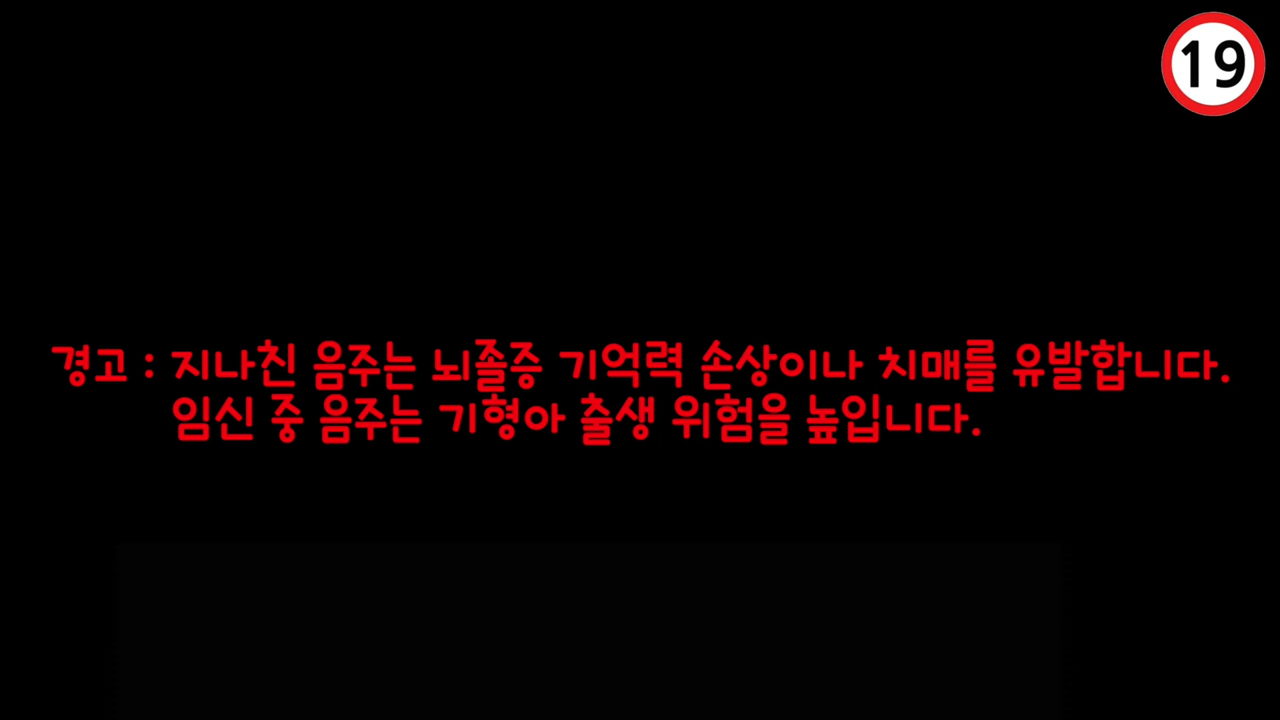 19
경고 : 지나친 음주는 뇌졸중 기억력 손상이나 치매를 유발합니다.
임신 중 음주는 기형아 출생 위험을 높입니다.